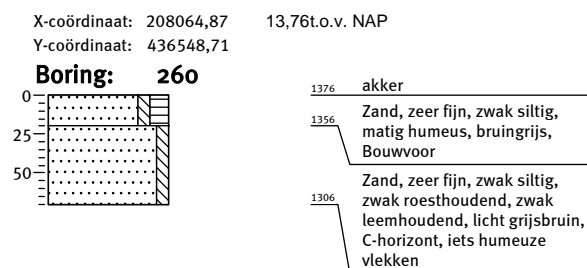 X-coördinaat: 208064,87 13,76t.o.v. NAP
Y-coördinaat: 436548,71
Boring: 260
0
25
50
1376 akker
1356 Zand, zeer fijn, zwak siltig,
matig humeus, bruingrijs,
Bouwvoor
1306 Zand, zeer fijn, zwak siltig,
zwak roesthoudend, zwak
leemhoudend, licht grijsbruin,
C-horizont, iets humeuze
vlekken